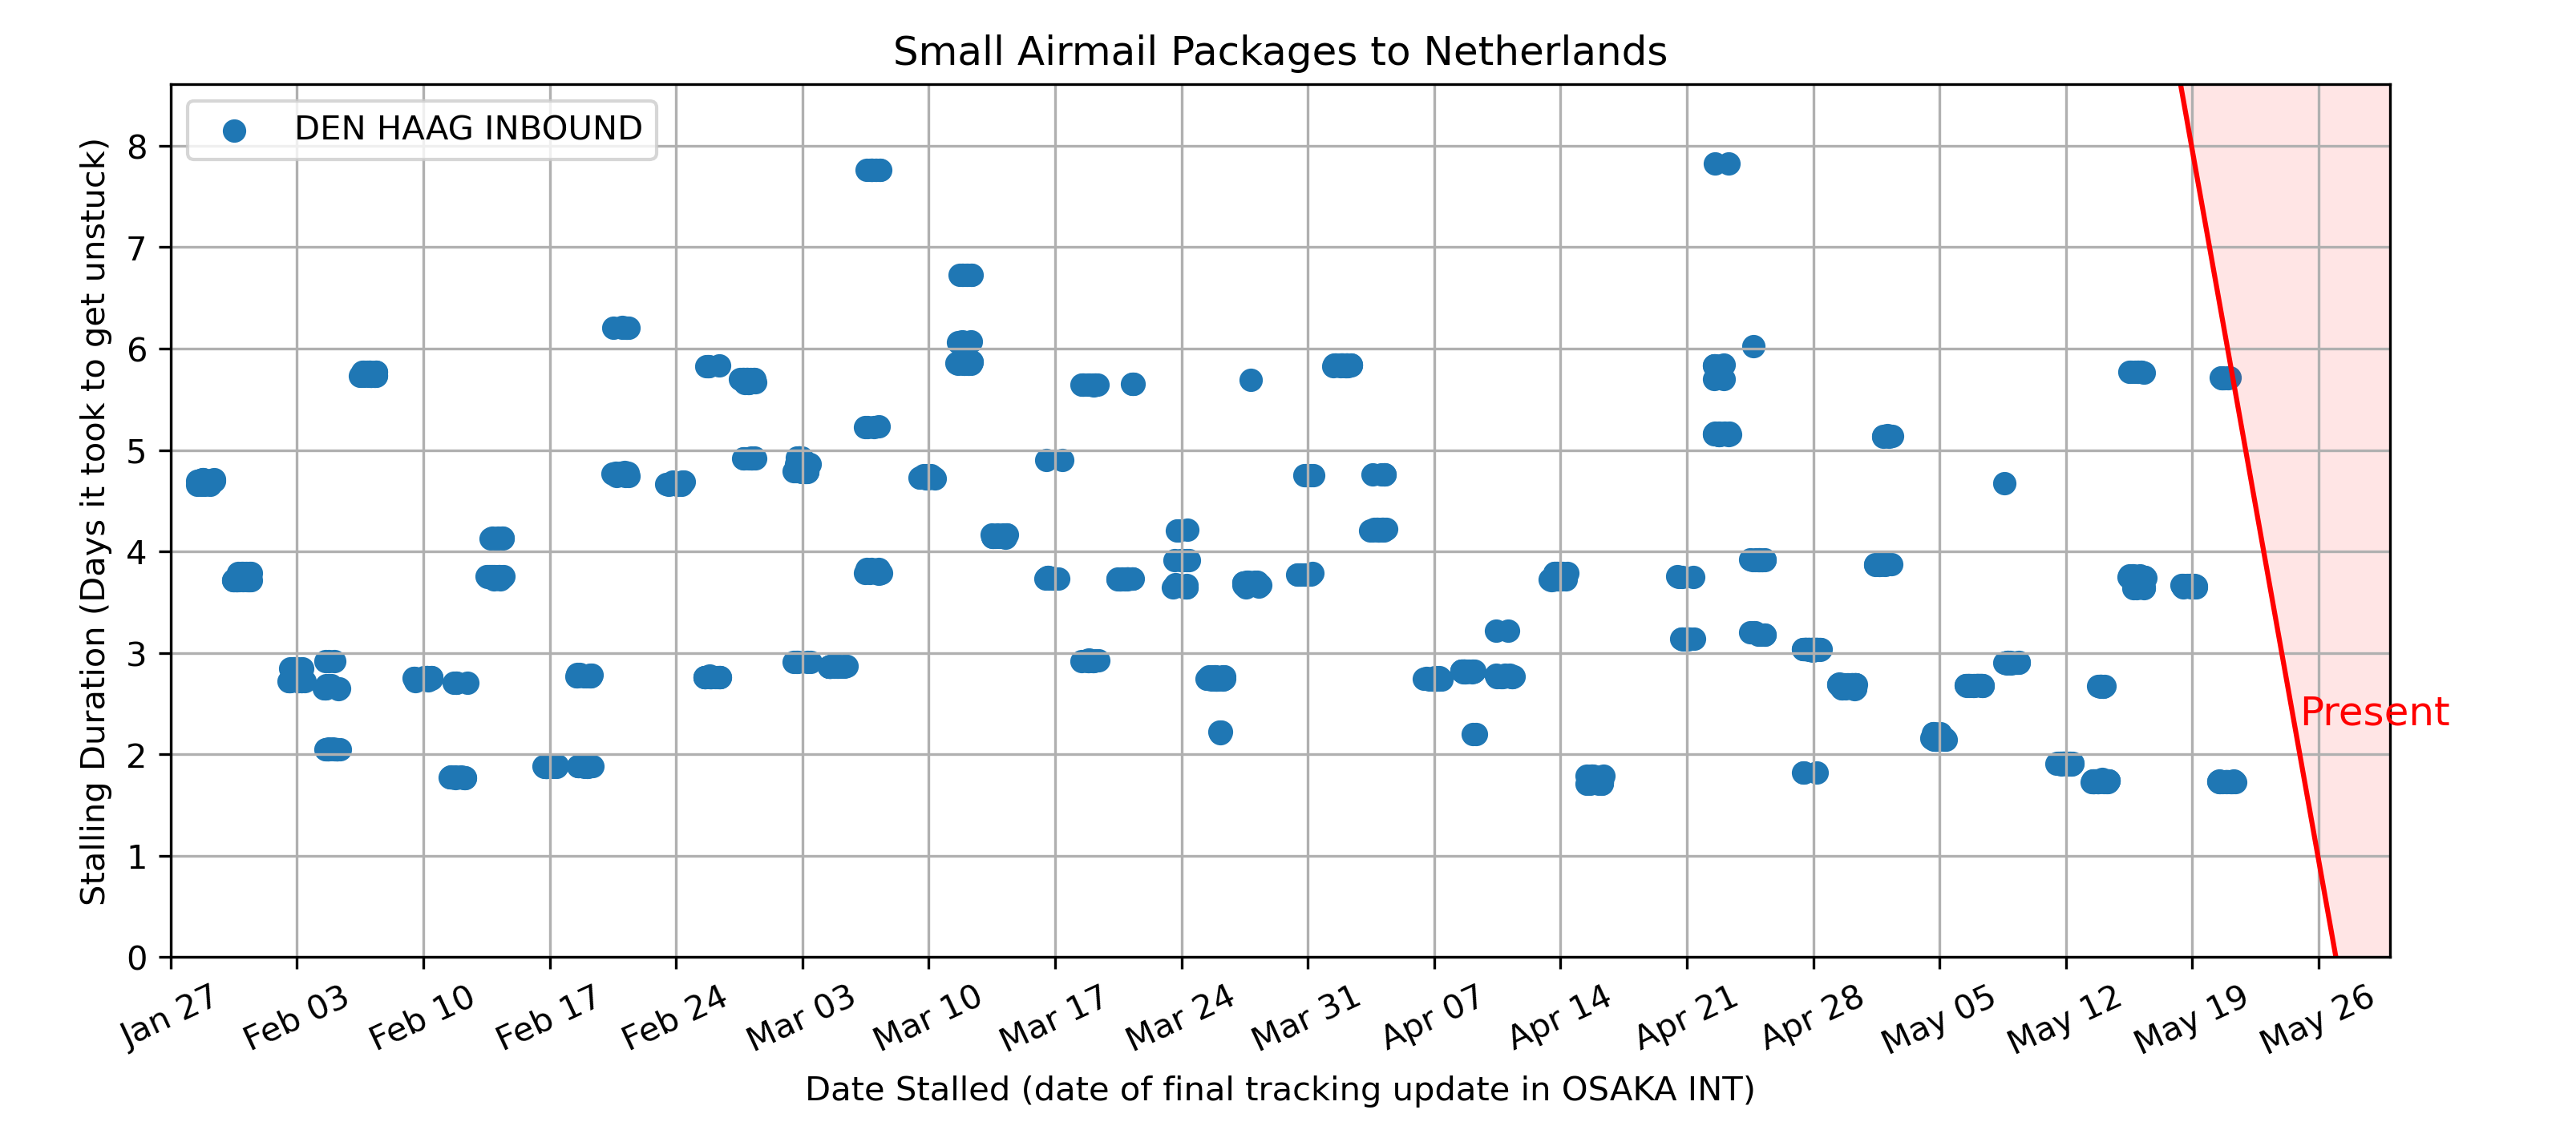 Small Airmail Packages to Netherlands
DEN HAAG INBOUND
Stalling Duration (Days it took to get unstuck)
8
7
6
5
4
3
2
1
0
Present
Jan 27
Feb 03
Feb 10
Feb 17
Feb 24
Mar 03
Mar 10
Mar 17
Mar 24
Mar 31
Apr 07
Apr 14
Apr 21
Apr 28
May 05
May 12
May 19
May 26
Date Stalled (date of final tracking update in OSAKA INT)